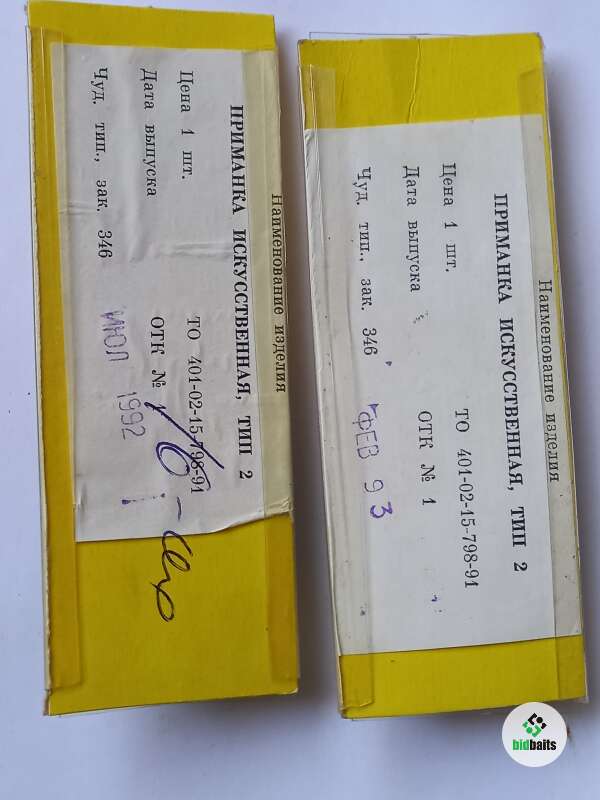 Наименование изделия
ПРИМАНКА ИСКУССТВЕННАЯ, ТИП 2
Цена 1 шт. ТО 401-02-15-798-91
Дата выпуска ОТК № 1
Чуд. тип., зак. 346 ИЮЛ 1992
Наименование изделия
ПРИМАНКА ИСКУССТВЕННАЯ, ТИП 2
Цена 1 шт. ТО 401-02-15-798-91
Дата выпуска ОТК № 1
Чуд. тип., зак. 346 ФЕВ 93
bidbaits